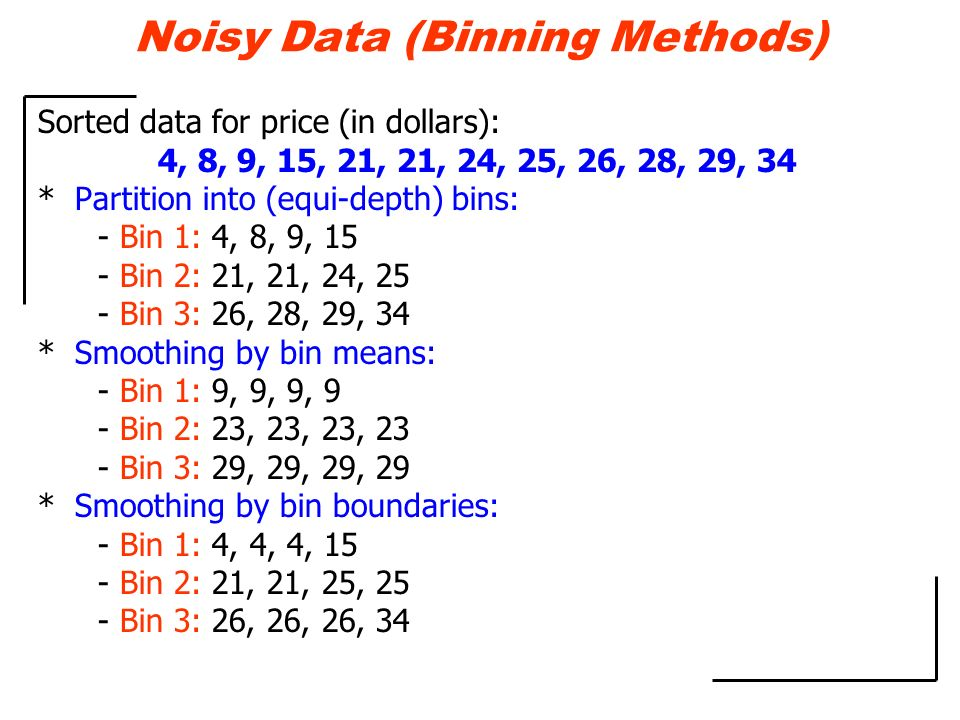 Noisy Data (Binning Methods)
Sorted data for price (in dollars):
4, 8, 9, 15, 21, 21, 24, 25, 26, 28, 29, 34
* Partition into (equi-depth) bins:
- Bin 1: 4, 8, 9, 15
- Bin 2: 21, 21, 24, 25
- Bin 3: 26, 28, 29, 34
* Smoothing by bin means:
- Bin 1: 9, 9, 9, 9
- Bin 2: 23, 23, 23, 23
- Bin 3: 29, 29, 29, 29
* Smoothing by bin boundaries:
- Bin 1: 4, 4, 4, 15
- Bin 2: 21, 21, 25, 25
- Bin 3: 26, 26, 26, 34